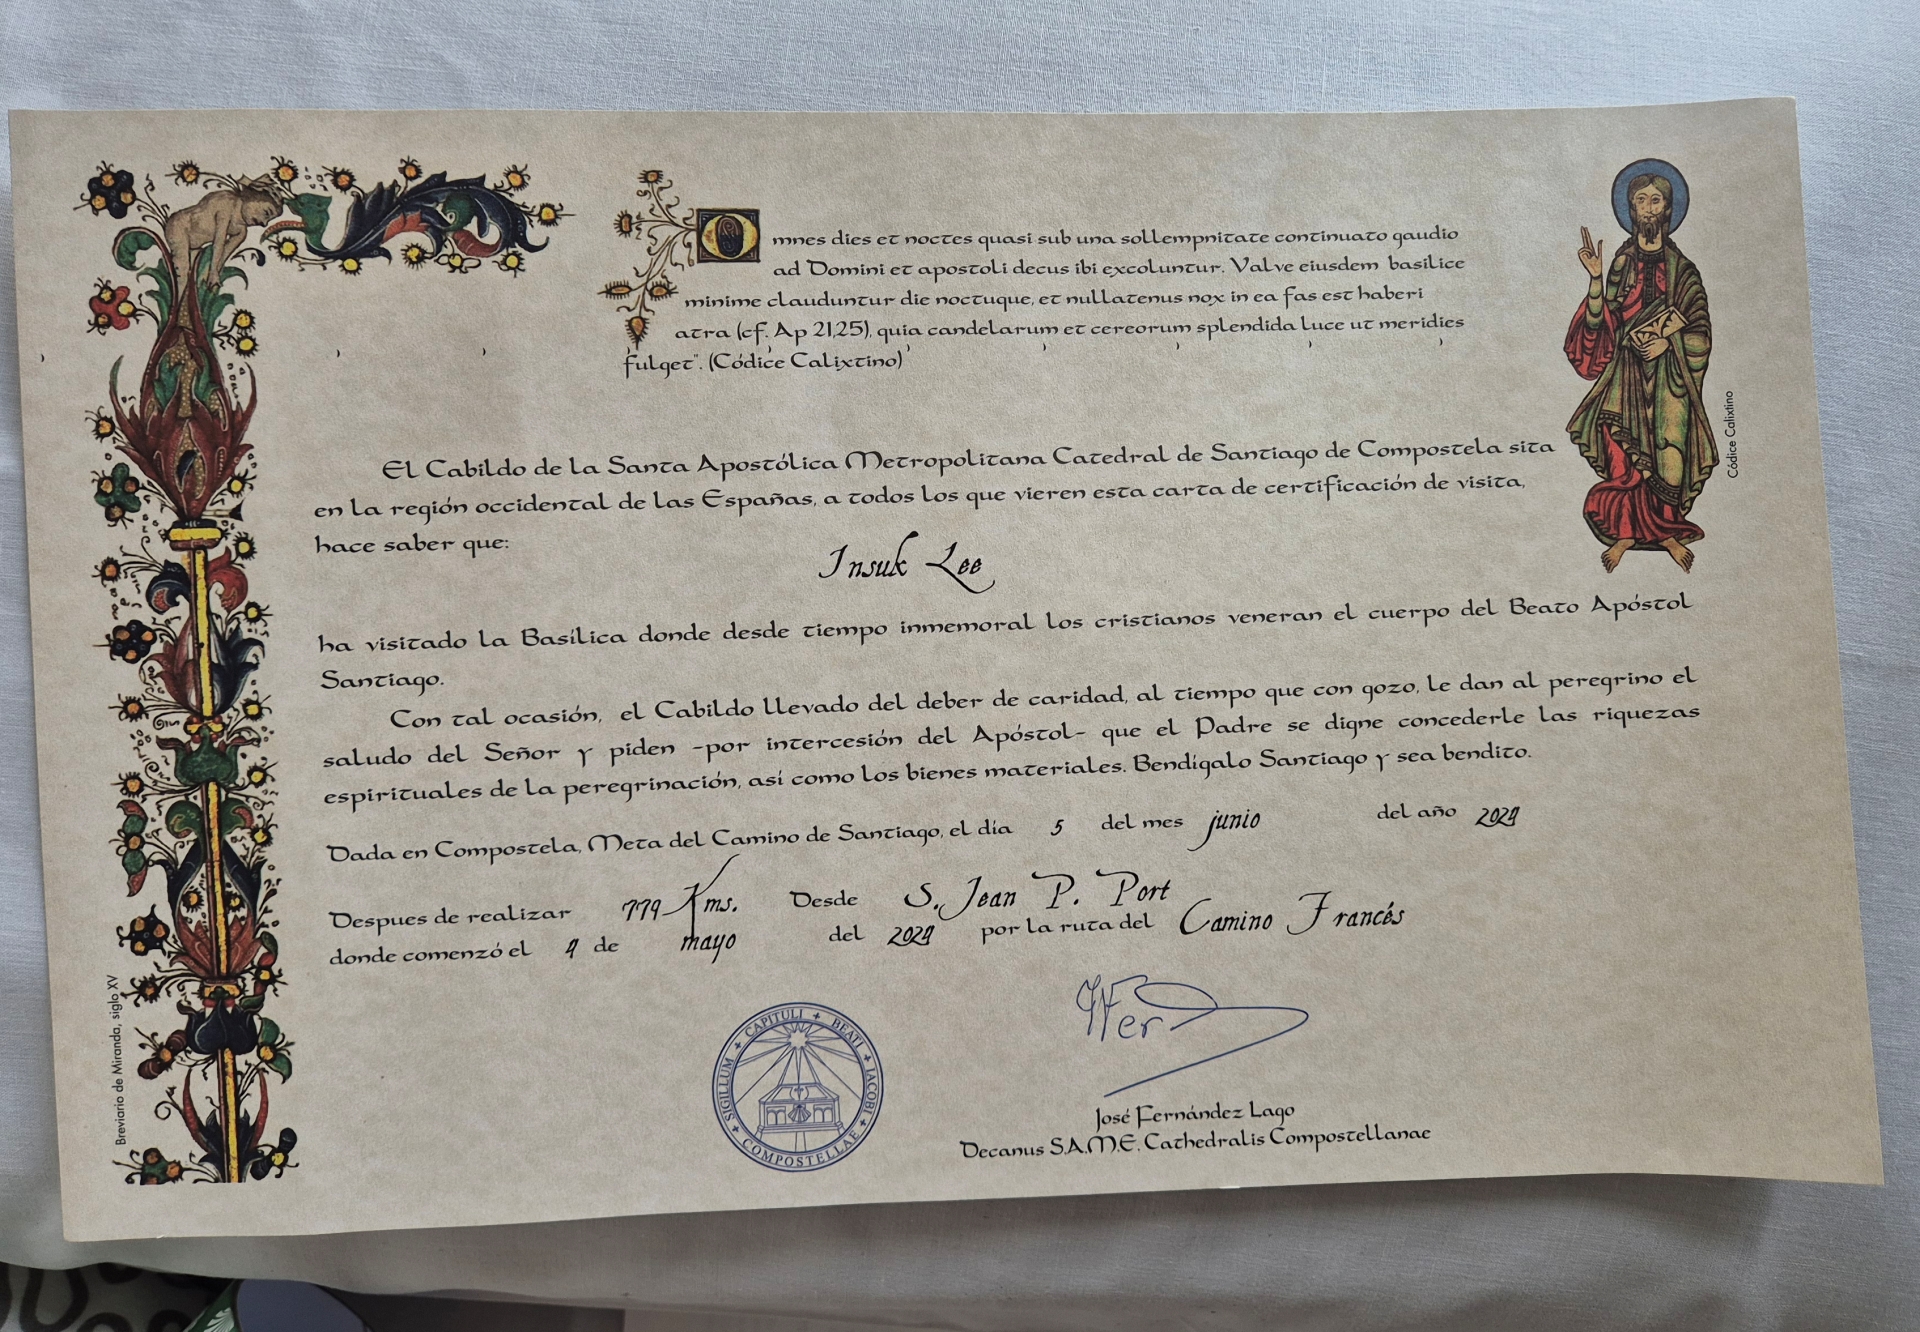 Omnes dies et noctes quasi sub una sollempnitate continuato gaudio
ad Domini et apostoli decus ibi excoluntur. Valve eiusdem basilice
minime clauduntur die noctuque, et nullatenus nox in ea fas est haberi
atra (cf. Ap 21,25), quia candelarum et cereorum splendida luce ut meridies
fulget". (Códice Calixtino)
Códice Calixtino
El Cabildo de la Santa Apostólica Metropolitana Catedral de Santiago de Compostela sita
en la región occidental de las Españas, a todos los que vieren esta carta de certificación de visita,
hace saber que:
Insuk Lee
ha visitado la Basílica donde desde tiempo inmemoral los cristianos veneran el cuerpo del Beato Apóstol
Santiago.
Con tal ocasión, el Cabildo llevado del deber de caridad, al tiempo que con gozo, le dan al peregrino el
saludo del Señor y piden -por intercesión del Apóstol- que el Padre se digne concederle las riquezas
espirituales de la peregrinación, así como los bienes materiales. Bendígalo Santiago y sea bendito.
Dada en Compostela, Meta del Camino de Santiago, el día 5 del mes junio del año 2024
Despues de realizar 779 Kms. Desde S. Jean P. Port
donde comenzó el 4 de mayo del 2024 por la ruta del Camino Francés
Breviario de Miranda, siglo XV
SIGILLUM + CAPITULI + BEATI + IACOBI + COMPOSTELLAE +
José Fernández Lago
Decanus S.A.M.E. Cathedralis Compostellanae